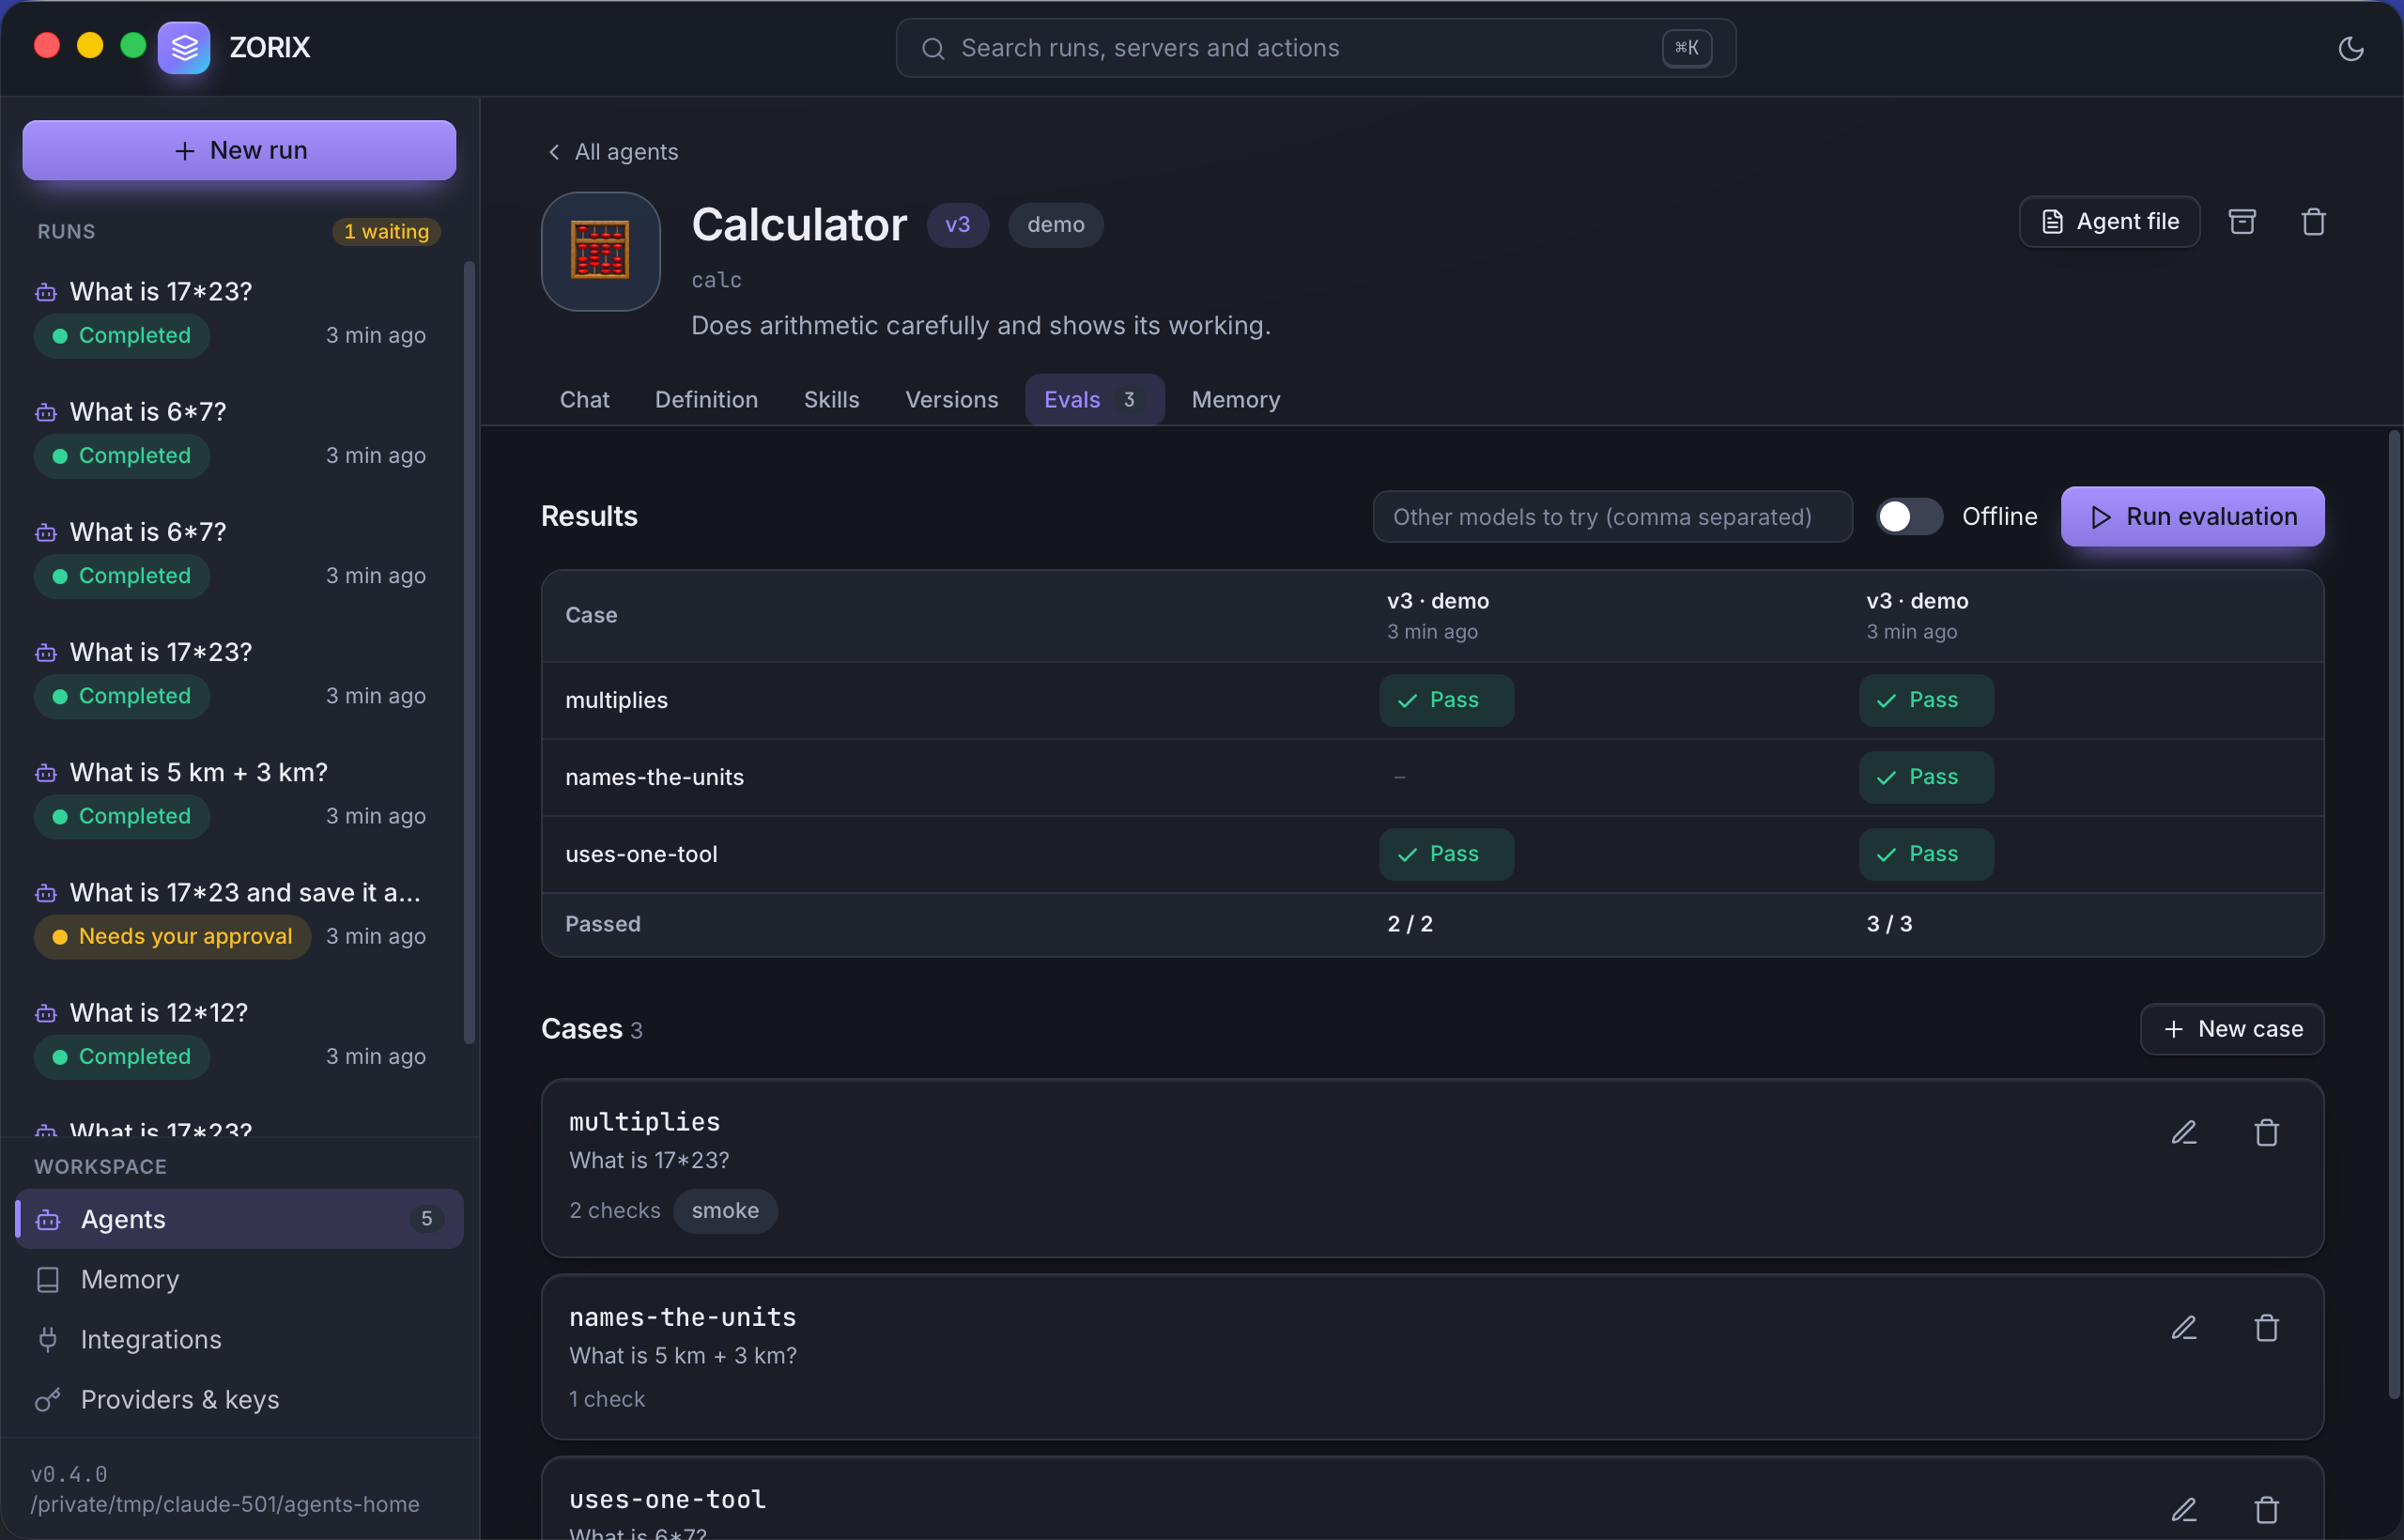 ZORIX
Search runs, servers and actions
⌘K
New run
RUNS
1 waiting
What is 17*23?
Completed
3 min ago
What is 6*7?
Completed
3 min ago
What is 6*7?
Completed
3 min ago
What is 17*23?
Completed
3 min ago
What is 5 km + 3 km?
Completed
3 min ago
What is 17*23 and save it a...
Needs your approval
3 min ago
What is 12*12?
Completed
3 min ago
What is 17*23?
WORKSPACE
Agents
5
Memory
Integrations
Providers & keys
v0.4.0
/private/tmp/claude-501/agents-home
All agents
Calculator
v3
demo
calc
Does arithmetic carefully and shows its working.
Agent file
Chat
Definition
Skills
Versions
Evals 3
Memory
Results
Other models to try (comma separated)
Offline
Run evaluation
Case
v3 · demo
3 min ago
v3 · demo
3 min ago
multiplies
Pass
Pass
names-the-units
–
Pass
uses-one-tool
Pass
Pass
Passed
2 / 2
3 / 3
Cases 3
New case
multiplies
What is 17*23?
2 checks
smoke
names-the-units
What is 5 km + 3 km?
1 check
uses-one-tool
What is 6*7?